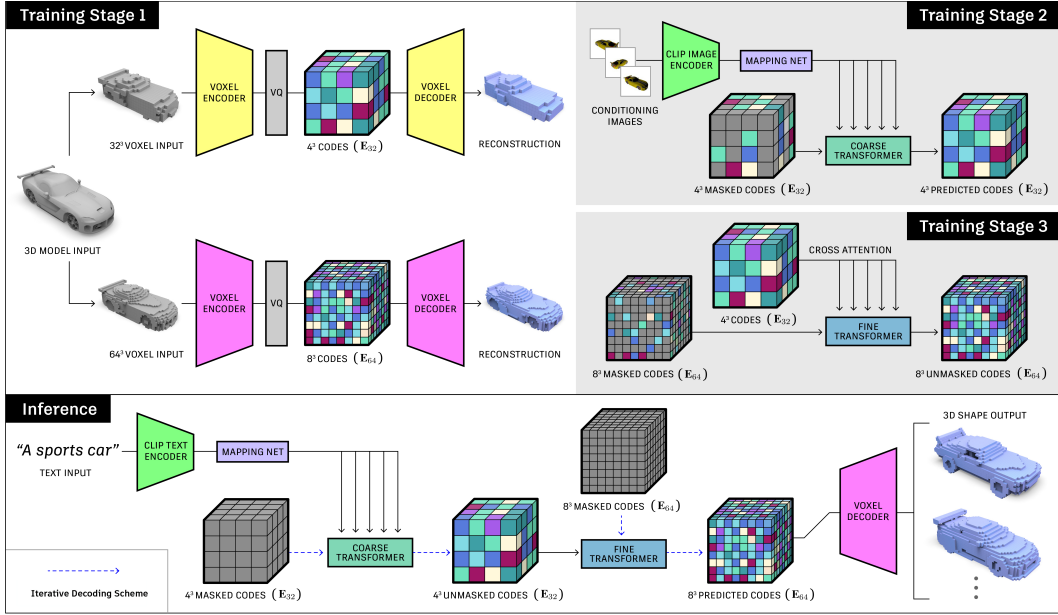 Training Stage 1
VOXEL
ENCODER
VQ
VOXEL
DECODER
32³ VOXEL INPUT
4³ CODES (E₃₂)
RECONSTRUCTION
3D MODEL INPUT
VOXEL
ENCODER
VQ
VOXEL
DECODER
64³ VOXEL INPUT
8³ CODES (E₆₄)
RECONSTRUCTION
Training Stage 2
CLIP IMAGE
ENCODER
MAPPING NET
CONDITIONING
IMAGES
COARSE
TRANSFORMER
4³ MASKED CODES (E₃₂)
4³ PREDICTED CODES (E₃₂)
Training Stage 3
CROSS ATTENTION
4³ CODES (E₃₂)
FINE
TRANSFORMER
8³ MASKED CODES (E₆₄)
8³ UNMASKED CODES (E₆₄)
Inference
“A sports car”
TEXT INPUT
CLIP TEXT
ENCODER
MAPPING NET
8³ MASKED CODES (E₆₄)
COARSE
TRANSFORMER
FINE
TRANSFORMER
VOXEL
DECODER
3D SHAPE OUTPUT
4³ MASKED CODES (E₃₂)
4³ UNMASKED CODES (E₃₂)
8³ PREDICTED CODES (E₆₄)
Iterative Decoding Scheme